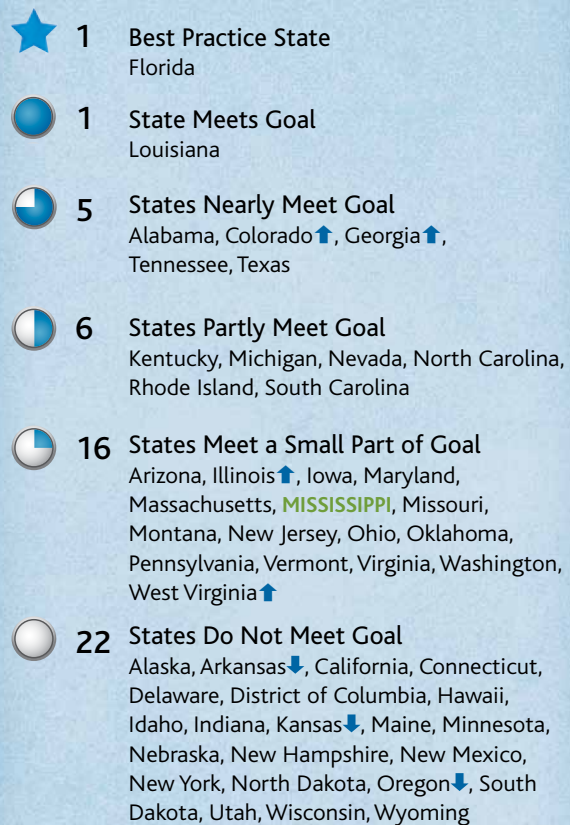 1 Best Practice State
Florida
1 State Meets Goal
Louisiana
5 States Nearly Meet Goal
Alabama, Colorado⬆, Georgia⬆,
Tennessee, Texas
6 States Partly Meet Goal
Kentucky, Michigan, Nevada, North Carolina,
Rhode Island, South Carolina
16 States Meet a Small Part of Goal
Arizona, Illinois⬆, Iowa, Maryland,
Massachusetts, MISSISSIPPI, Missouri,
Montana, New Jersey, Ohio, Oklahoma,
Pennsylvania, Vermont, Virginia, Washington,
West Virginia⬆
22 States Do Not Meet Goal
Alaska, Arkansas⬇, California, Connecticut,
Delaware, District of Columbia, Hawaii,
Idaho, Indiana, Kansas⬇, Maine, Minnesota,
Nebraska, New Hampshire, New Mexico,
New York, North Dakota, Oregon⬇, South
Dakota, Utah, Wisconsin, Wyoming